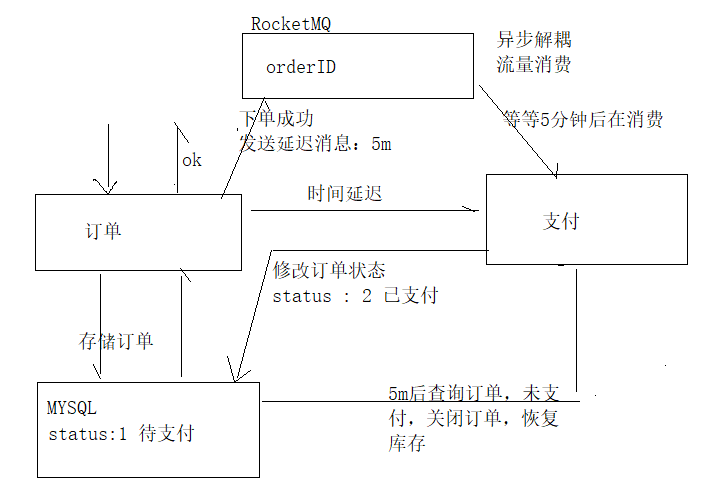 RocketMQ
orderID
异步解耦
流量消费
下单成功
发送延迟消息：5m
等等5分钟后在消费
ok
时间延迟
订单
支付
修改订单状态
status : 2 已支付
存储订单
MYSQL
status:1 待支付
5m后查询订单，未支
付，关闭订单，恢复
库存